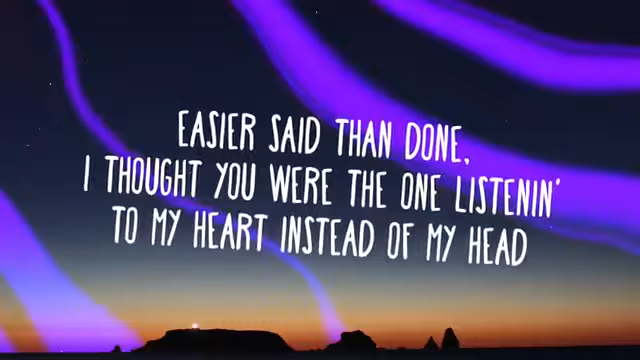 EASIER SAID THAN DONE,
I THOUGHT YOU WERE THE ONE LISTENIN'
TO MY HEART INSTEAD OF MY HEAD